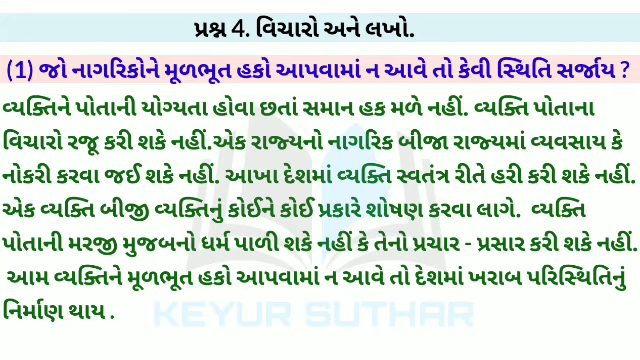 પ્રશ્ન 4. વિચારો અને લખો.
(1) જો નાગરિકોને મૂળભૂત હકો આપવામાં ન આવે તો કેવી સ્થિતિ સર્જાય ?
વ્યક્તિને પોતાની યોગ્યતા હોવા છતાં સમાન હક મળે નહીં. વ્યક્તિ પોતાના
વિચારો રજૂ કરી શકે નહીં.એક રાજ્યનો નાગરિક બીજા રાજ્યમાં વ્યવસાય કે
નોકરી કરવા જઈ શકે નહીં. આખા દેશમાં વ્યક્તિ સ્વતંત્ર રીતે હરી કરી શકે નહીં.
એક વ્યક્તિ બીજી વ્યક્તિનું કોઈને કોઈ પ્રકારે શોષણ કરવા લાગે. વ્યક્તિ
પોતાની મરજી મુજબનો ધર્મ પાળી શકે નહીં કે તેનો પ્રચાર - પ્રસાર કરી શકે નહીં.
આમ વ્યક્તિને મૂળભૂત હકો આપવામાં ન આવે તો દેશમાં ખરાબ પરિસ્થિતિનું
નિર્માણ થાય .
KEYUR SUTHAR